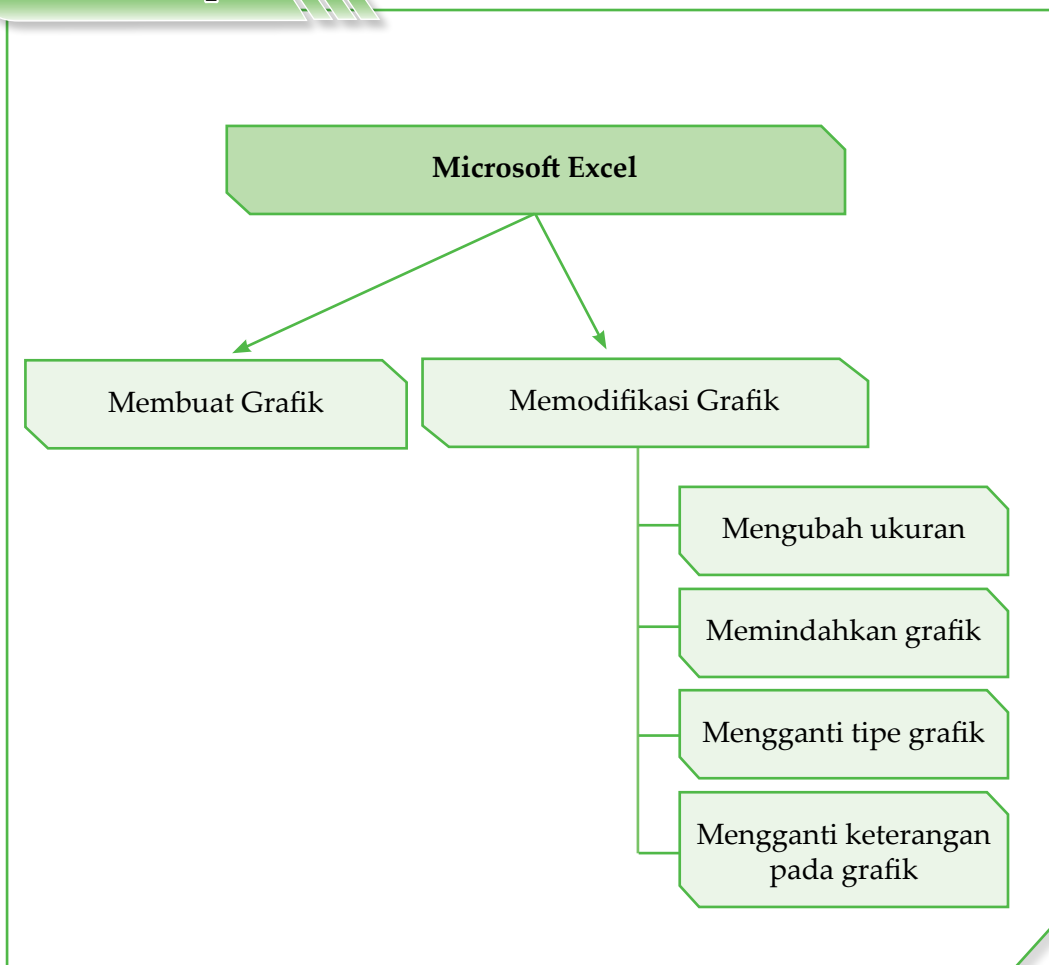 Microsoft Excel
Membuat Grafik
Memodifikasi Grafik
Mengubah ukuran
Memindahkan grafik
Mengganti tipe grafik
Mengganti keterangan
pada grafik